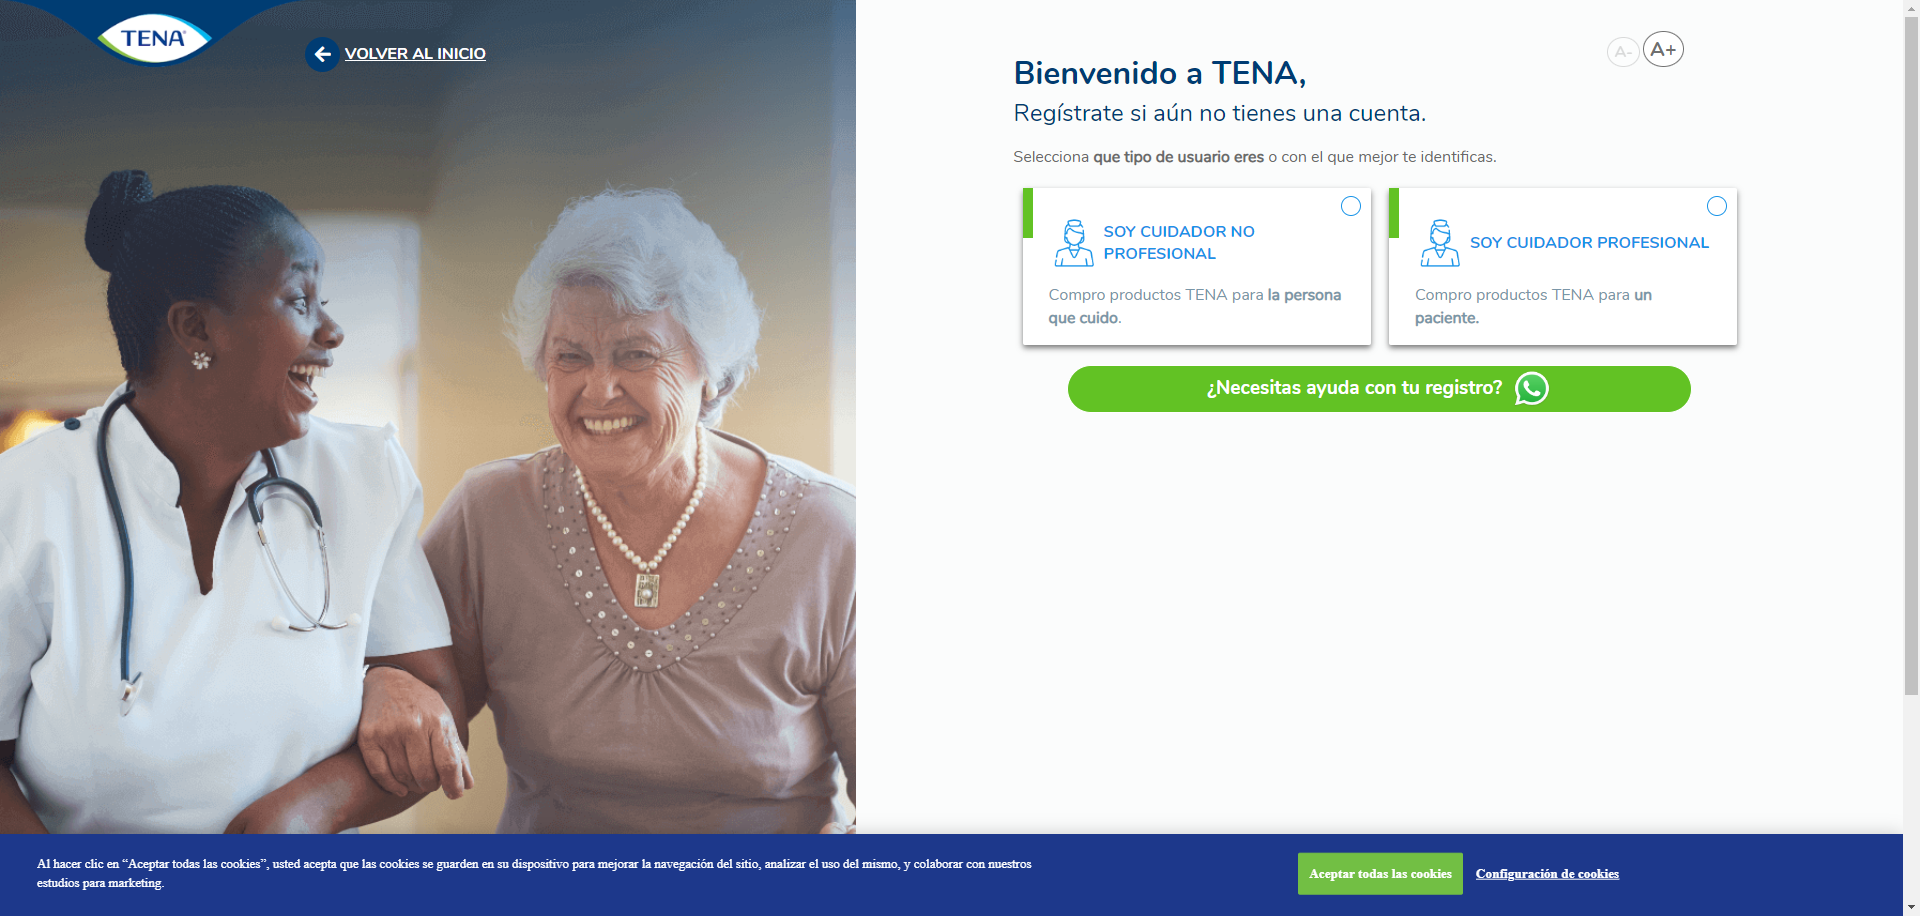 TENA
VOLVER AL INICIO
A-
A+
Bienvenido a TENA,
Regístrate si aún no tienes una cuenta.
Selecciona que tipo de usuario eres o con el que mejor te identificas.
SOY CUIDADOR NO
PROFESIONAL
Compro productos TENA para la persona
que cuido.
SOY CUIDADOR PROFESIONAL
Compro productos TENA para un
paciente.
¿Necesitas ayuda con tu registro?
Al hacer clic en “Aceptar todas las cookies”, usted acepta que las cookies se guarden en su dispositivo para mejorar la navegación del sitio, analizar el uso del mismo, y colaborar con nuestros
estudios para marketing.
Aceptar todas las cookies
Configuración de cookies